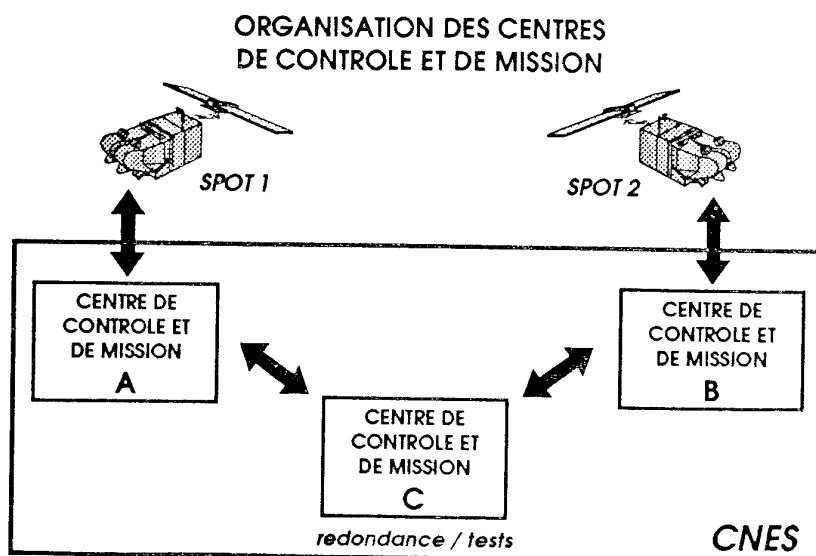 ORGANISATION DES CENTRES
DE CONTROLE ET DE MISSION
SPOT 1
SPOT 2
CENTRE DE
CONTROLE ET
DE MISSION
A
CENTRE DE
CONTROLE ET
DE MISSION
B
CENTRE DE
CONTROLE ET
DE MISSION
C
redondance / tests
CNES